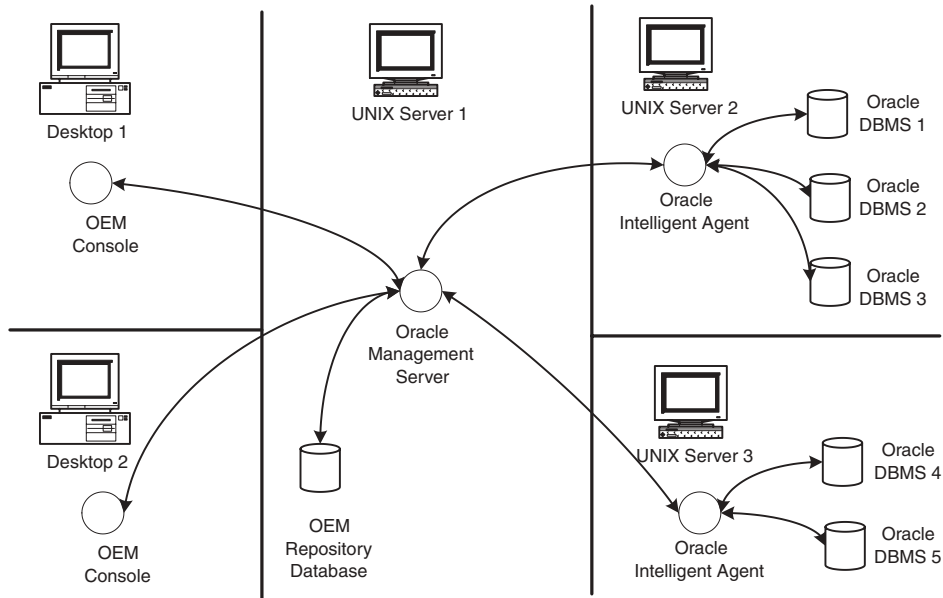 Desktop 1
OEM
Console
UNIX Server 1
UNIX Server 2
Oracle
DBMS 1
Oracle
DBMS 2
Oracle
DBMS 3
Oracle
Intelligent Agent
Oracle
Management
Server
Desktop 2
OEM
Console
OEM
Repository
Database
UNIX Server 3
Oracle
DBMS 4
Oracle
DBMS 5
Oracle
Intelligent Agent